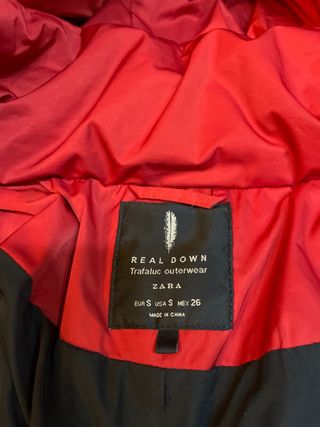 REAL DOWN
Trafaluc outerwear
ZARA
EUR S USA S MEX 26
MADE IN CHINA